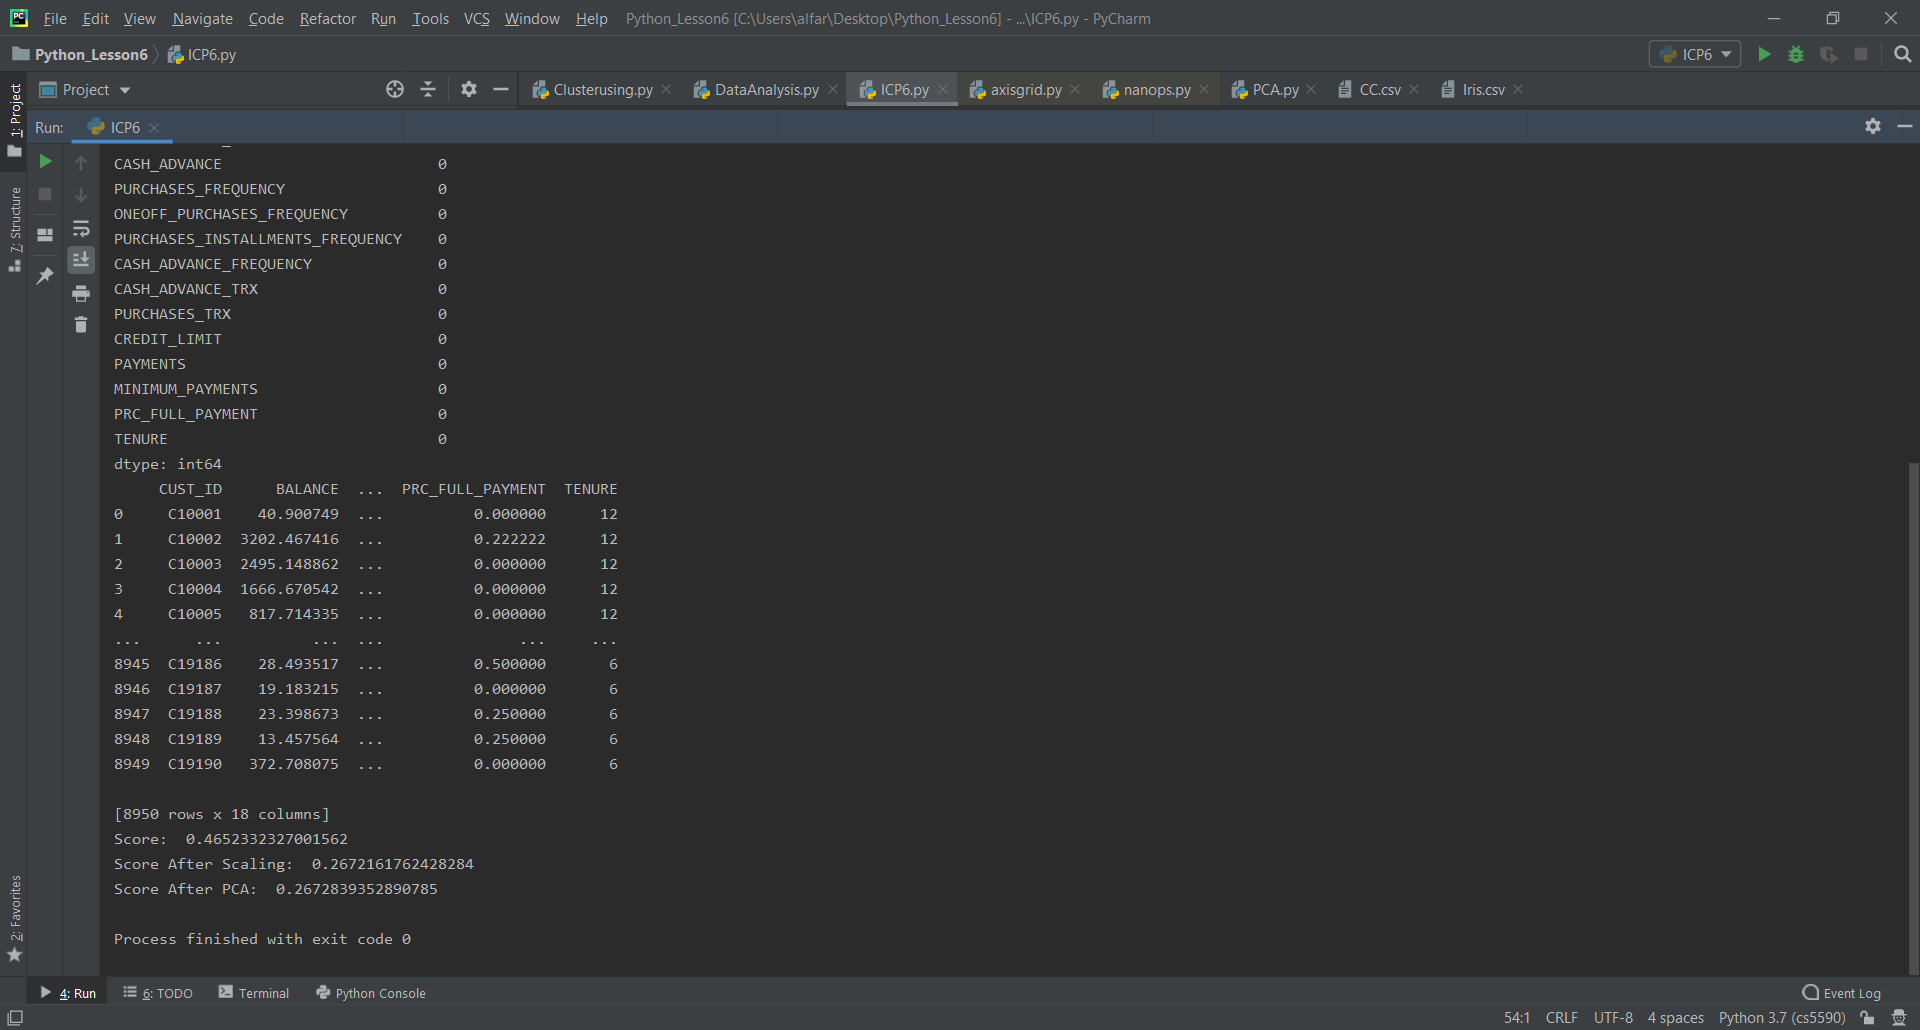 File Edit View Navigate Code Refactor Run Tools VCS Window Help Python_Lesson6 [C:\Users\alfar\Desktop\Python_Lesson6] - ...\ICP6.py - PyCharm
Python_Lesson6 ICP6.py ICP6
Project Clusterusing.py DataAnalysis.py ICP6.py axisgrid.py nanops.py PCA.py CC.csv Iris.csv
Run: ICP6
1: Project
7: Structure
2: Favorites
CASH_ADVANCE 0
PURCHASES_FREQUENCY 0
ONEOFF_PURCHASES_FREQUENCY 0
PURCHASES_INSTALLMENTS_FREQUENCY 0
CASH_ADVANCE_FREQUENCY 0
CASH_ADVANCE_TRX 0
PURCHASES_TRX 0
CREDIT_LIMIT 0
PAYMENTS 0
MINIMUM_PAYMENTS 0
PRC_FULL_PAYMENT 0
TENURE 0
dtype: int64
CUST_ID BALANCE ... PRC_FULL_PAYMENT TENURE
0 C10001 40.900749 ... 0.000000 12
1 C10002 3202.467416 ... 0.222222 12
2 C10003 2495.148862 ... 0.000000 12
3 C10004 1666.670542 ... 0.000000 12
4 C10005 817.714335 ... 0.000000 12
... ... ... ... ... ...
8945 C19186 28.493517 ... 0.500000 6
8946 C19187 19.183215 ... 0.000000 6
8947 C19188 23.398673 ... 0.250000 6
8948 C19189 13.457564 ... 0.250000 6
8949 C19190 372.708075 ... 0.000000 6
[8950 rows x 18 columns]
Score: 0.4652332327001562
Score After Scaling: 0.2672161762428284
Score After PCA: 0.2672839352890785
Process finished with exit code 0
4: Run 6: TODO Terminal Python Console Event Log
54:1 CRLF UTF-8 4 spaces Python 3.7 (cs5590)